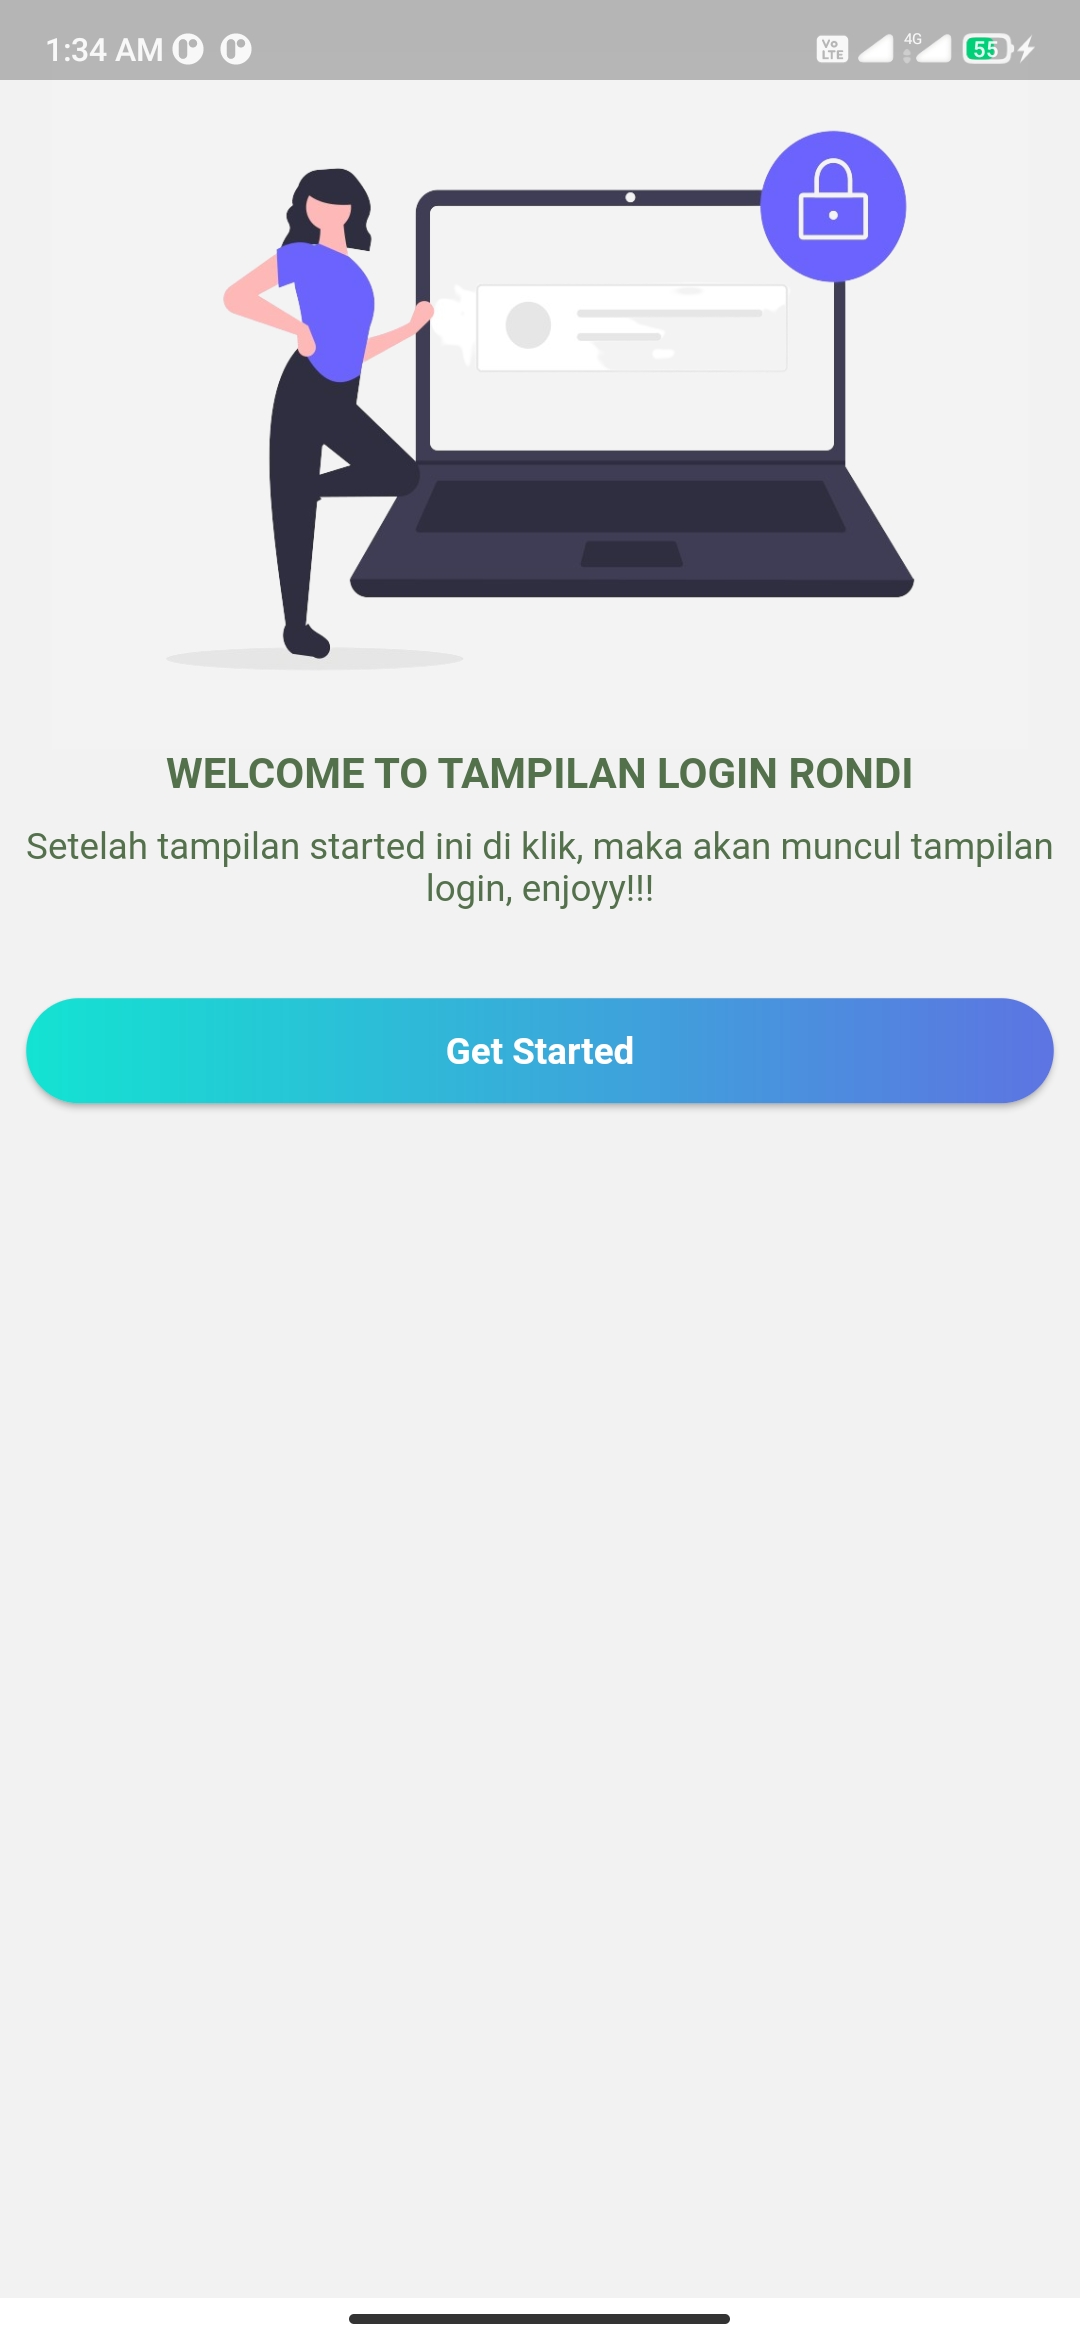 1:34 AM
Vo
LTE
4G
55
WELCOME TO TAMPILAN LOGIN RONDI
Setelah tampilan started ini di klik, maka akan muncul tampilan
login, enjoyy!!!
Get Started